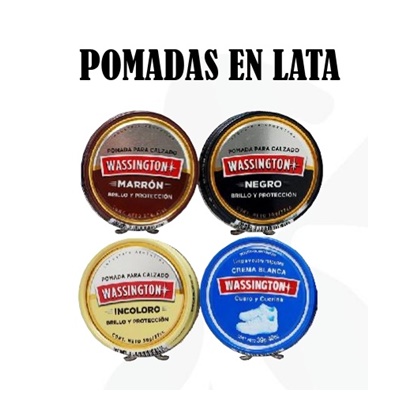 POMADAS EN LATA
POMADA PARA CALZADO
WASSINGTON
MARRÓN
BRILLO Y PROTECCIÓN
POMADA PARA CALZADO
WASSINGTON
NEGRO
BRILLO Y PROTECCIÓN
POMADA PARA CALZADO
WASSINGTON
INCOLORO
BRILLO Y PROTECCIÓN
CREMA BLANCA
WASSINGTON
Cuero y Cuerina